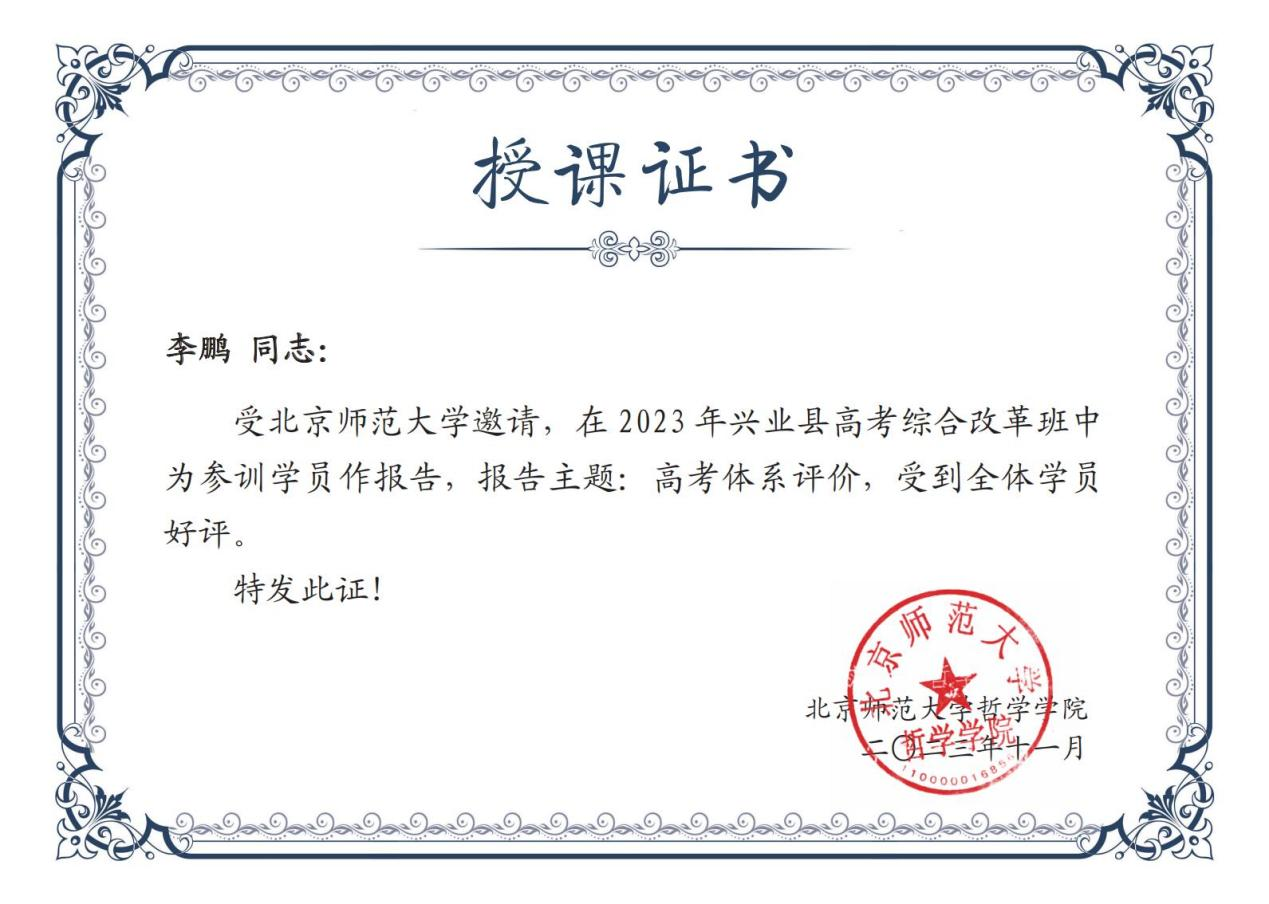 授课证书
李鹏 同志：
受北京师范大学邀请，在 2023 年兴业县高考综合改革班中
为参训学员作报告，报告主题：高考体系评价，受到全体学员
好评。
特发此证！
北京师范大学
哲学学院
北京师范大学哲学学院
二〇二三年十一月